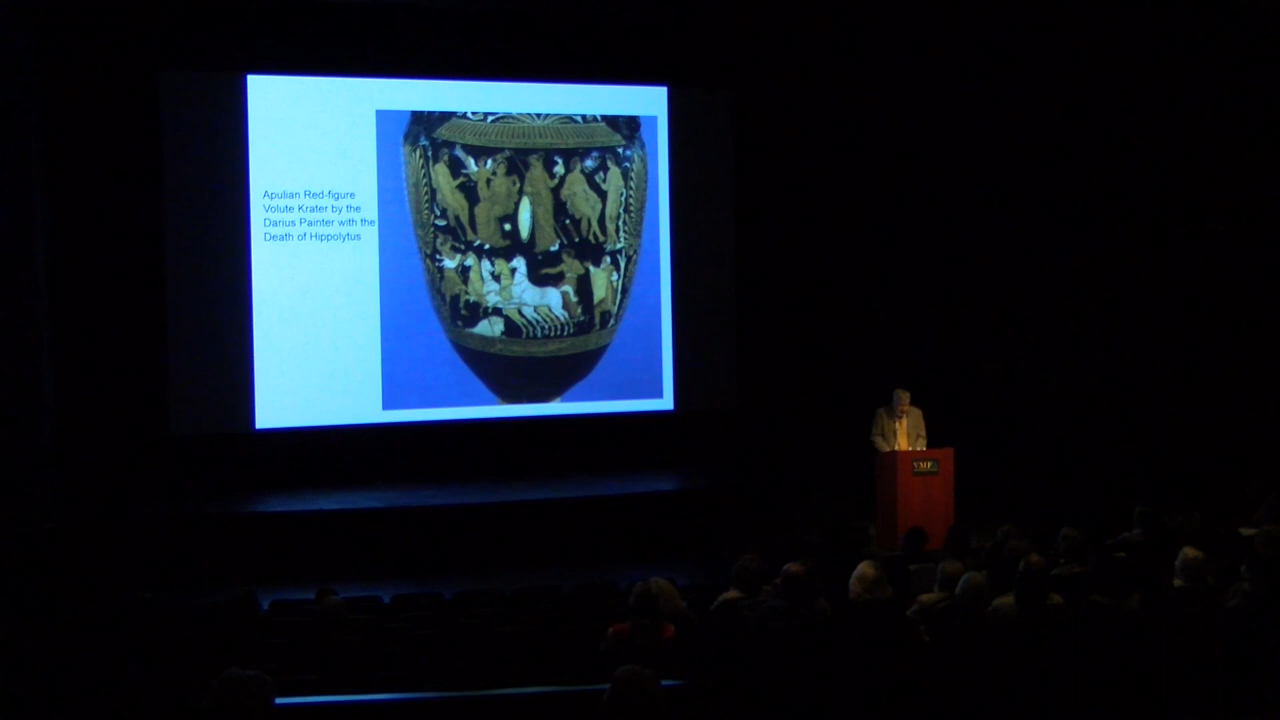 Apulian Red-figure
Volute Krater by the
Darius Painter with the
Death of Hippolytus
VMFA